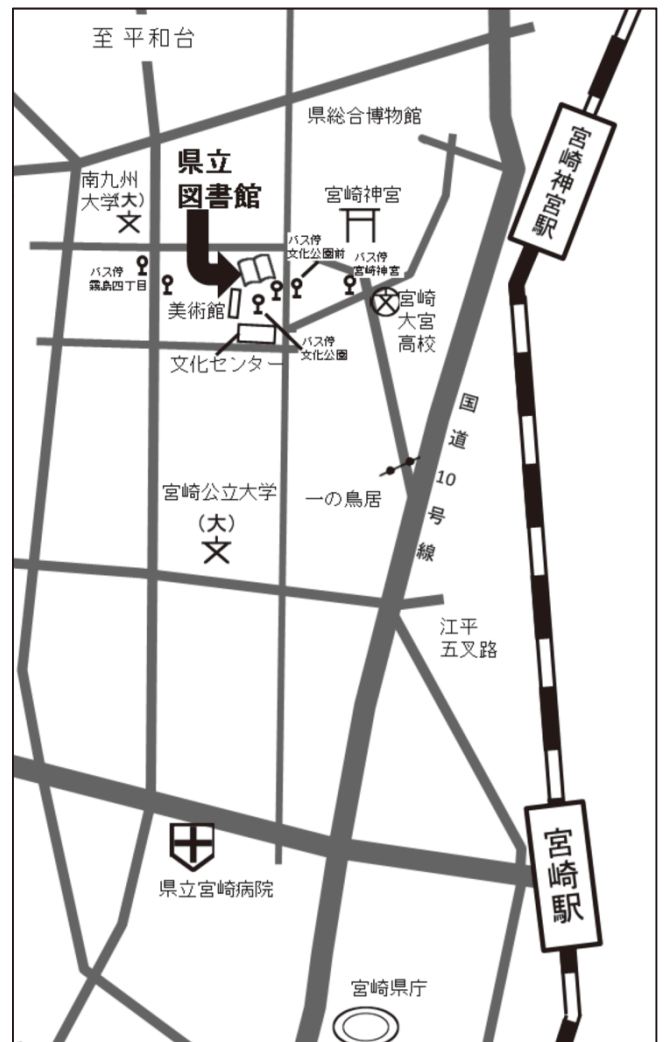 至 平和台
県総合博物館
宮崎神宮駅
県立
図書館
南九州
大学(大)
文
宮崎神宮
バス停
文化公園前
バス停
宮崎神宮
バス停
霧島四丁目
美術館
文
宮崎
大宮
高校
バス停
文化公園
文化センター
国道10号線
宮崎公立大学
(大)
文
一の鳥居
江平
五叉路
県立宮崎病院
宮崎駅
宮崎県庁